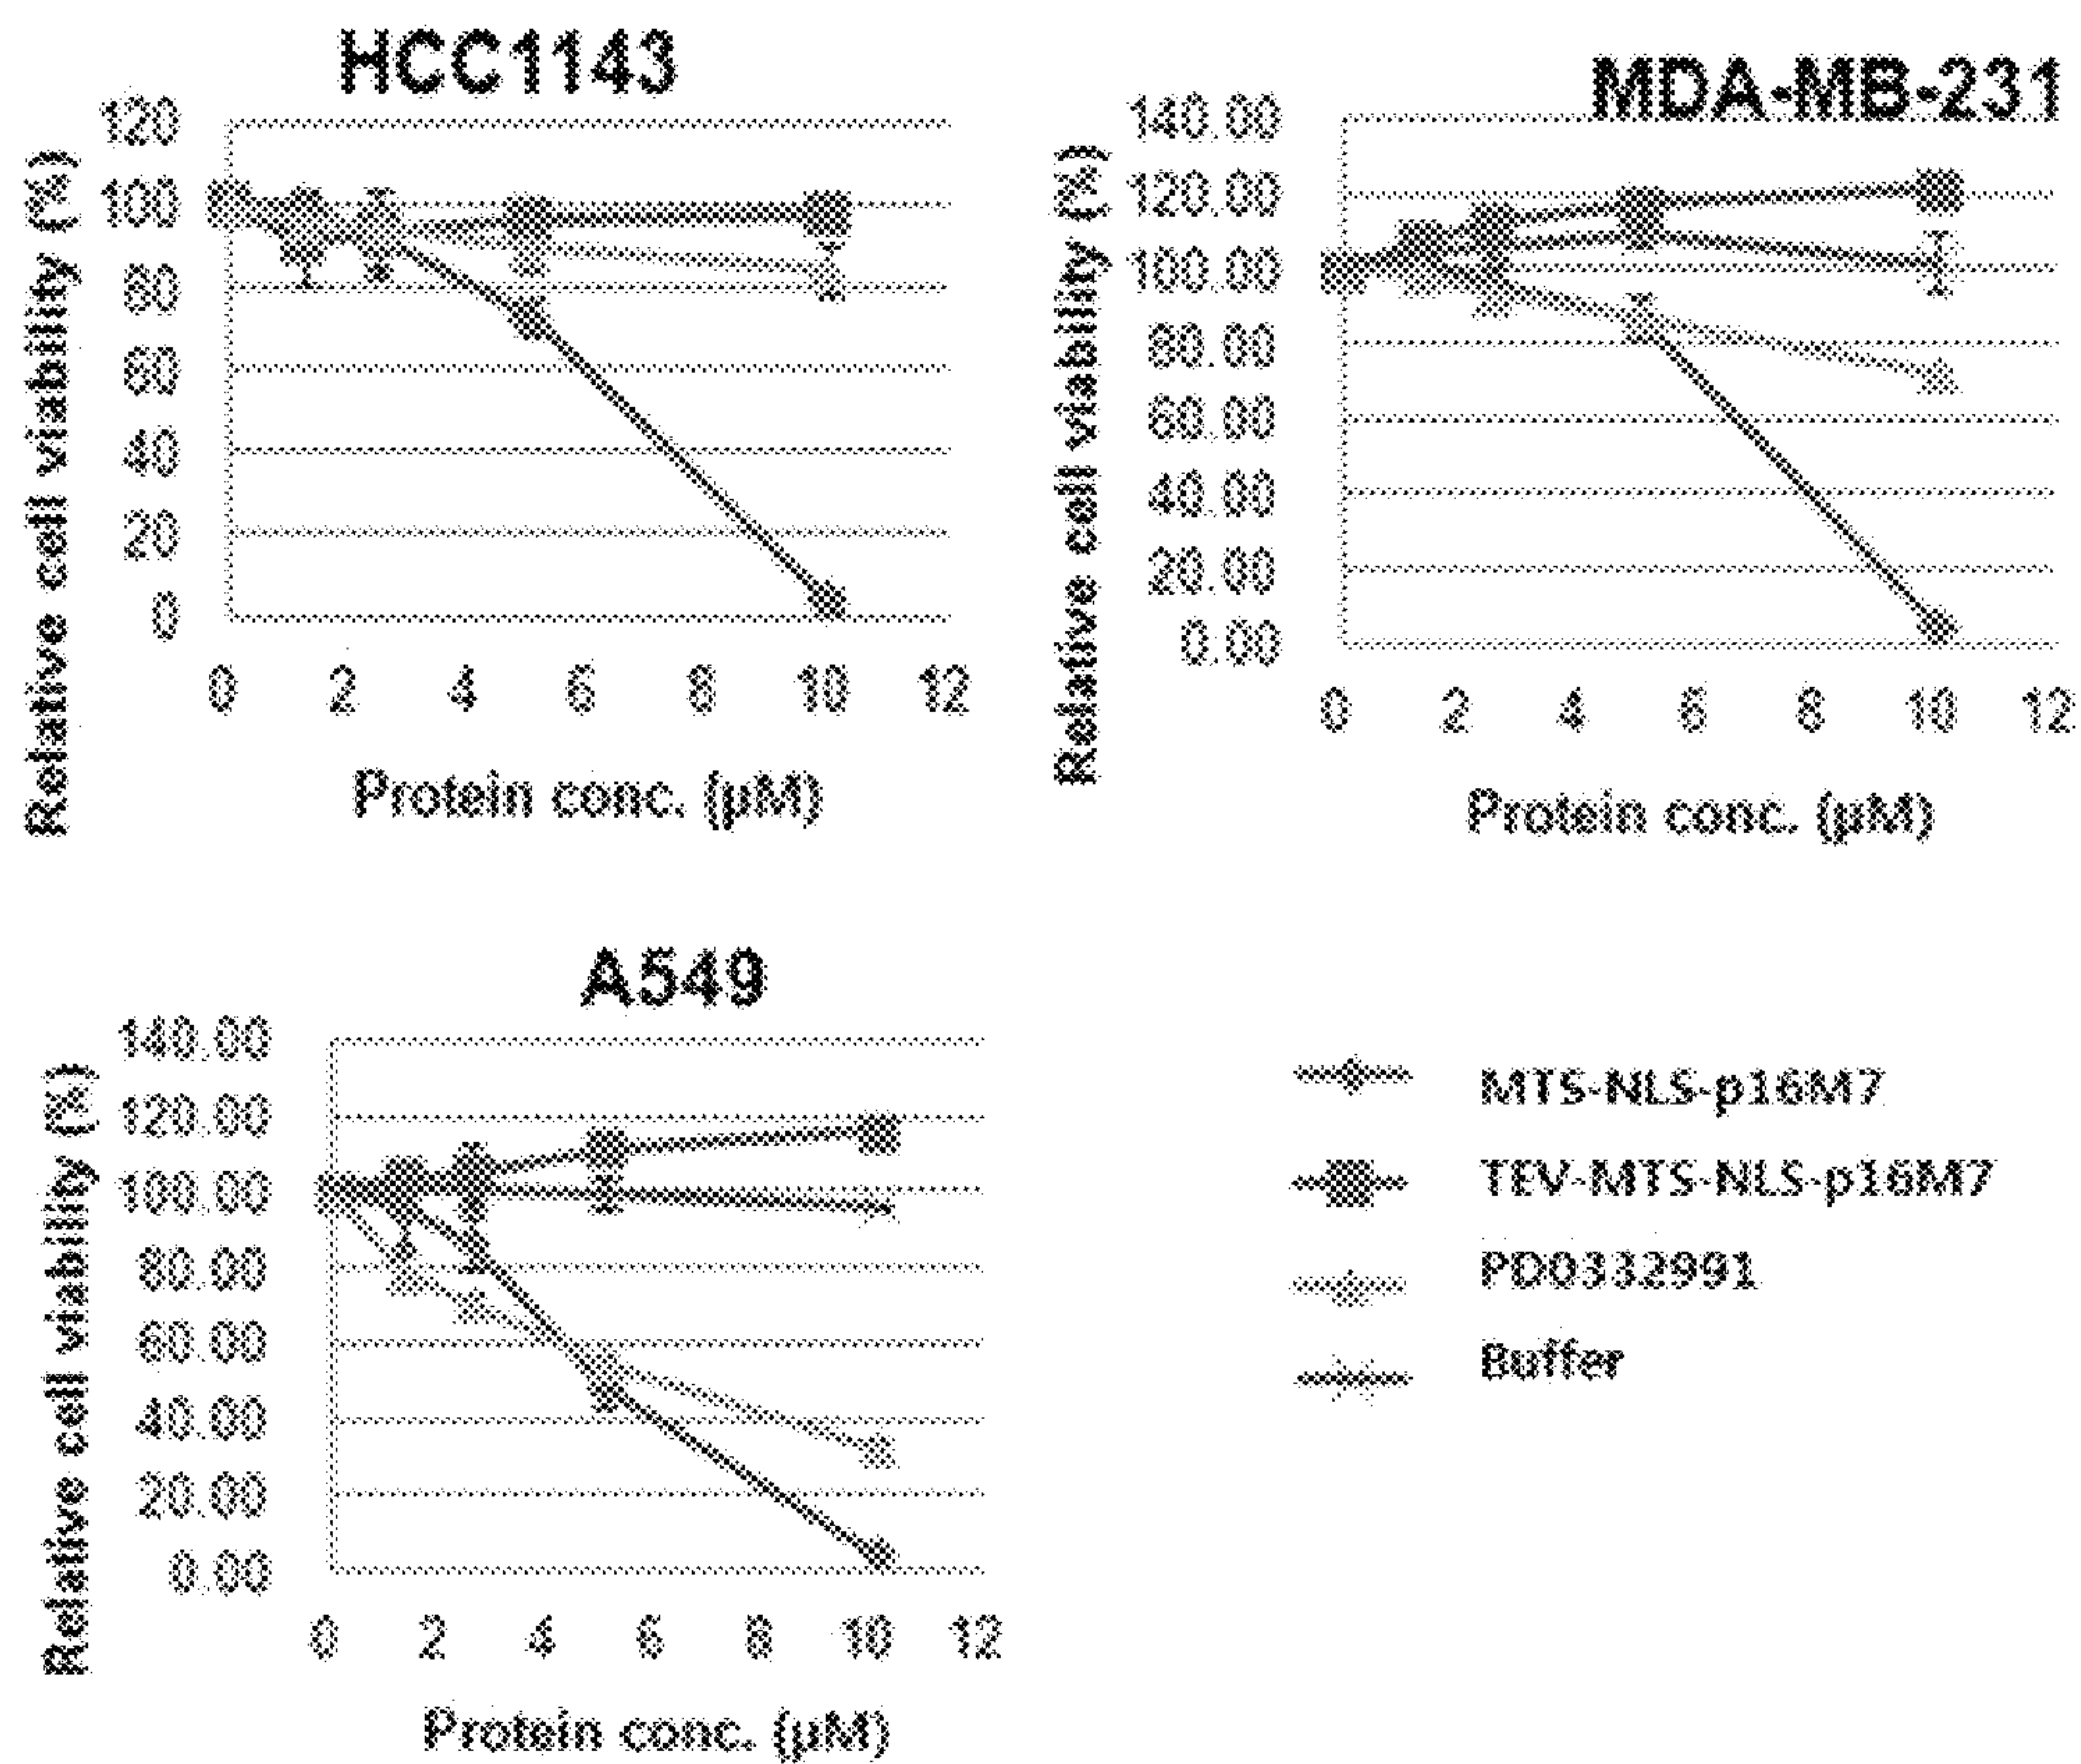 HCC1143
120
100
80
60
40
20
0
Relative cell viability (%)
0 2 4 6 8 10 12
Protein conc. (µM)
MDA-MB-231
140.00
120.00
100.00
80.00
60.00
40.00
20.00
0.00
Relative cell viability (%)
0 2 4 6 8 10 12
Protein conc. (µM)
A549
140.00
120.00
100.00
80.00
60.00
40.00
20.00
0.00
Relative cell viability (%)
0 2 4 6 8 10 12
Protein conc. (µM)
MTS-NLS-p16M7
TEV-MTS-NLS-p16M7
PD0332991
Buffer